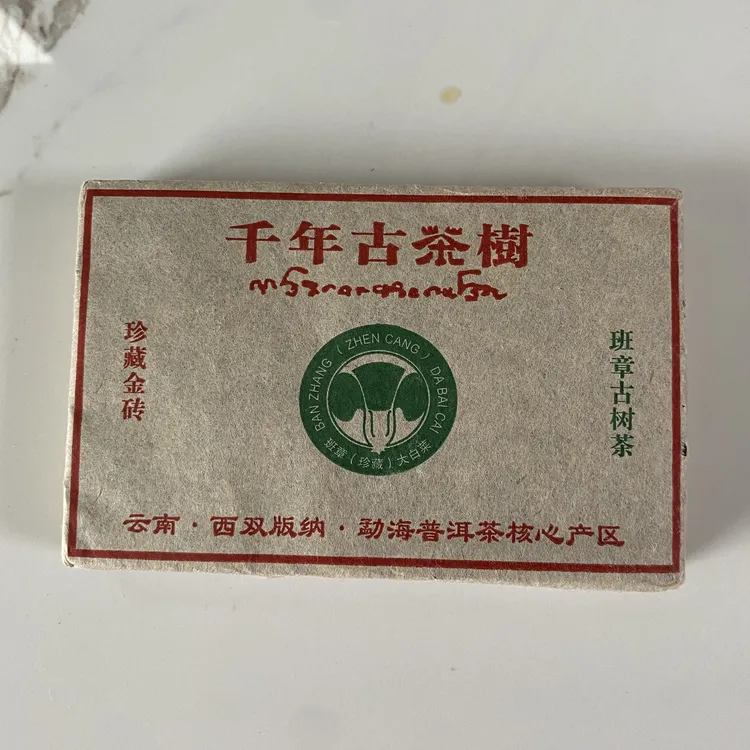 千年古茶樹
珍藏金砖
BAN ZHANG ( ZHEN CANG ) DA BAI CAI
班章(珍藏)大白菜
班章古树茶
云南·西双版纳·勐海普洱茶核心产区